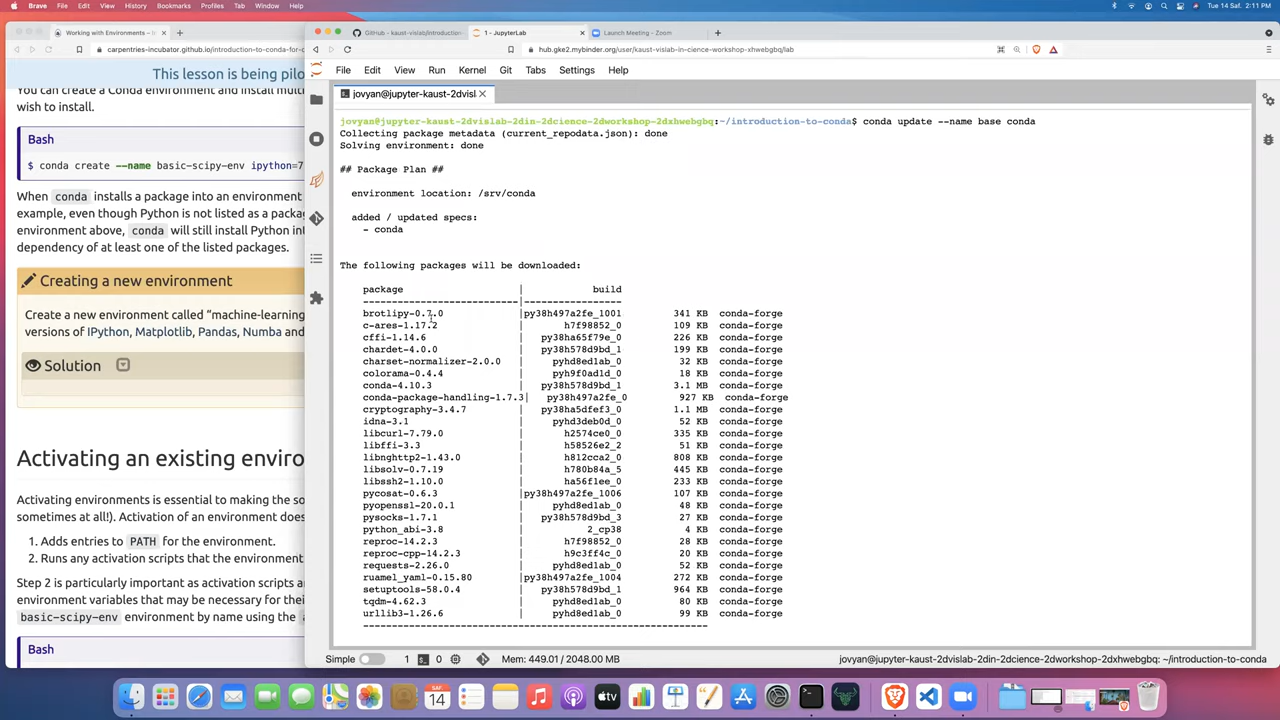 Brave File Edit View History Bookmarks Profiles Tab Window Help
Tue 14 Saf. 2:11 PM
Working with Environments – int
carpentries-incubator.github.io/introduction-to-conda-for-
This lesson is being pilo
You can create a Conda environment and install mult
wish to install.
Bash
$ conda create --name basic-scipy-env ipython=7
When conda installs a package into an environment
example, even though Python is not listed as a packag
environment above, conda will still install Python int
dependency of at least one of the listed packages.
Creating a new environment
Create a new environment called “machine-learning
versions of IPython, Matplotlib, Pandas, Numba and
Solution
Activating an existing enviro
Activating environments is essential to making the so
sometimes at all!). Activation of an environment does
1. Adds entries to PATH for the environment.
2. Runs any activation scripts that the environment
Step 2 is particularly important as activation scripts a
environment variables that may be necessary for thei
basic-scipy-env environment by name using the a
Bash
GitHub - kaust-vislab/introduction-
1 - JupyterLab
Launch Meeting - Zoom
hub.gke2.mybinder.org/user/kaust-vislab-in-cience-workshop-xhwebgbq/lab
File Edit View Run Kernel Git Tabs Settings Help
jovyan@jupyter-kaust-2dvisl
jovyan@jupyter-kaust-2dvislab-2din-2dcience-2dworkshop-2dxhwebgbq:~/introduction-to-conda$ conda update --name base conda
Collecting package metadata (current_repodata.json): done
Solving environment: done
## Package Plan ##
environment location: /srv/conda
added / updated specs:
- conda
The following packages will be downloaded:
package | build
---------------------------|-----------------
brotlipy-0.7.0 |py38h497a2fe_1001 341 KB conda-forge
c-ares-1.17.2 | h7f98852_0 109 KB conda-forge
cffi-1.14.6 | py38ha65f79e_0 226 KB conda-forge
chardet-4.0.0 | py38h578d9bd_1 199 KB conda-forge
charset-normalizer-2.0.0 | pyhd8ed1ab_0 32 KB conda-forge
colorama-0.4.4 | pyh9f0ad1d_0 18 KB conda-forge
conda-4.10.3 | py38h578d9bd_1 3.1 MB conda-forge
conda-package-handling-1.7.3| py38h497a2fe_0 927 KB conda-forge
cryptography-3.4.7 | py38ha5dfef3_0 1.1 MB conda-forge
idna-3.1 | pyhd3deb0d_0 52 KB conda-forge
libcurl-7.79.0 | h2574ce0_0 335 KB conda-forge
libffi-3.3 | h58526e2_2 51 KB conda-forge
libnghttp2-1.43.0 | h812cca2_0 808 KB conda-forge
libsolv-0.7.19 | h780b84a_5 445 KB conda-forge
libssh2-1.10.0 | ha56f1ee_0 233 KB conda-forge
pycosat-0.6.3 |py38h497a2fe_1006 107 KB conda-forge
pyopenssl-20.0.1 | pyhd8ed1ab_0 48 KB conda-forge
pysocks-1.7.1 | py38h578d9bd_3 27 KB conda-forge
python_abi-3.8 | 2_cp38 4 KB conda-forge
reproc-14.2.3 | h7f98852_0 28 KB conda-forge
reproc-cpp-14.2.3 | h9c3ff4c_0 20 KB conda-forge
requests-2.26.0 | pyhd8ed1ab_0 52 KB conda-forge
ruamel_yaml-0.15.80 |py38h497a2fe_1004 272 KB conda-forge
setuptools-58.0.4 | py38h578d9bd_1 964 KB conda-forge
tqdm-4.62.3 | pyhd8ed1ab_0 80 KB conda-forge
urllib3-1.26.6 | pyhd8ed1ab_0 99 KB conda-forge
------------------------------------------------------------
Simple 1 0 Mem: 449.01 / 2048.00 MB
jovyan@jupyter-kaust-2dvislab-2din-2dcience-2dworkshop-2dxhwebgbq: ~/introduction-to-conda
14
tv